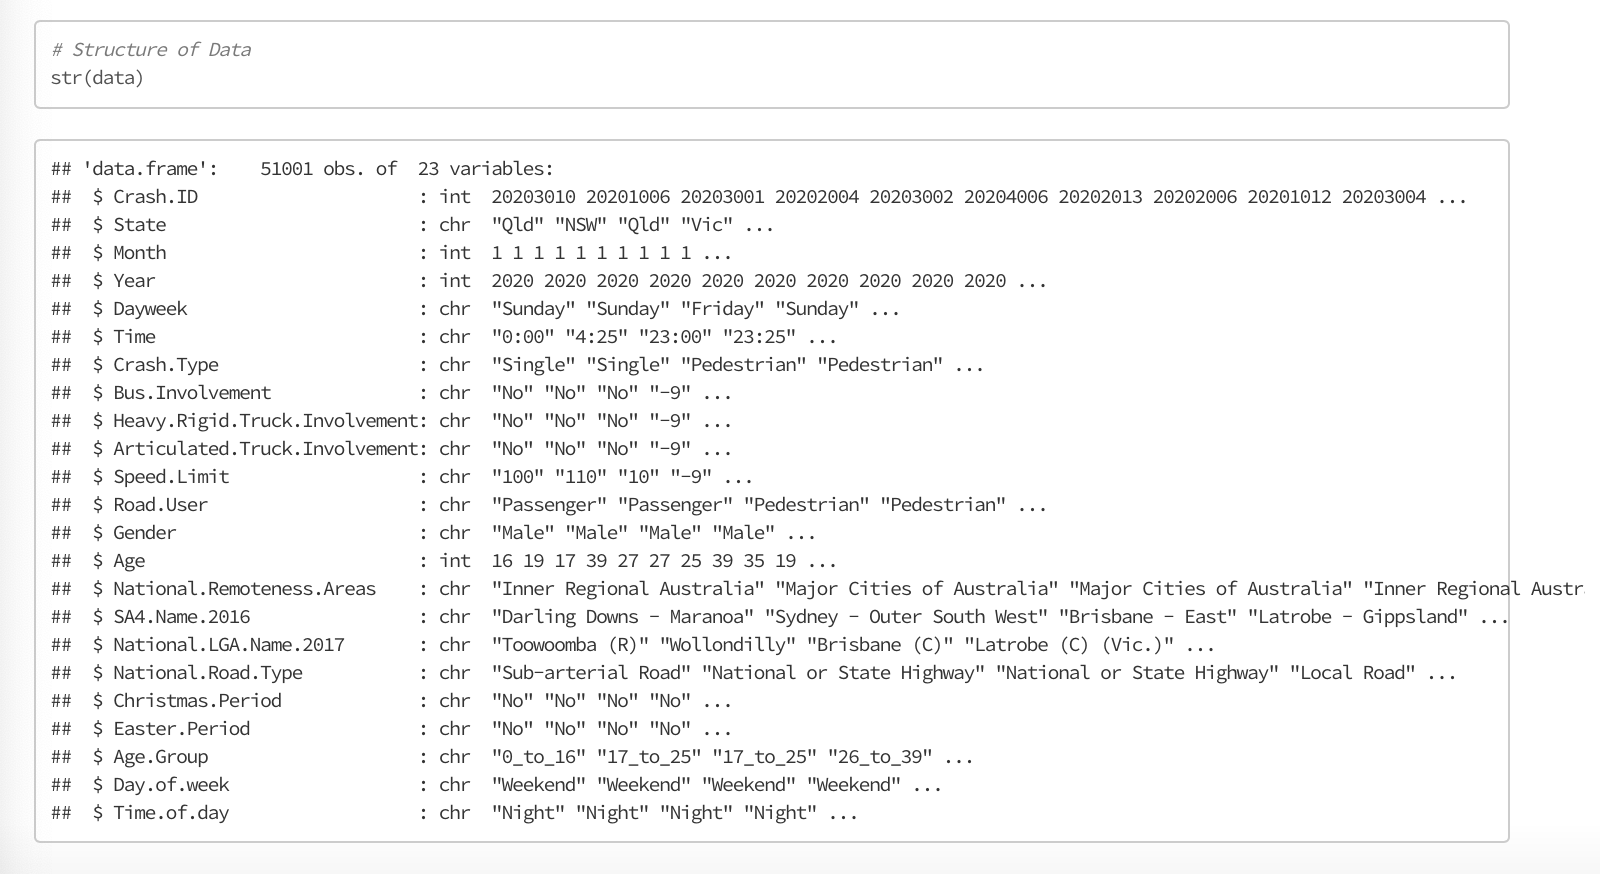 # Structure of Data
str(data)
## 'data.frame':    51001 obs. of  23 variables:
##  $ Crash.ID                     : int  20203010 20201006 20203001 20202004 20203002 20204006 20202013 20202006 20201012 20203004 ...
##  $ State                        : chr  "Qld" "NSW" "Qld" "Vic" ...
##  $ Month                        : int  1 1 1 1 1 1 1 1 1 1 ...
##  $ Year                         : int  2020 2020 2020 2020 2020 2020 2020 2020 2020 2020 ...
##  $ Dayweek                      : chr  "Sunday" "Sunday" "Friday" "Sunday" ...
##  $ Time                         : chr  "0:00" "4:25" "23:00" "23:25" ...
##  $ Crash.Type                   : chr  "Single" "Single" "Pedestrian" "Pedestrian" ...
##  $ Bus.Involvement              : chr  "No" "No" "No" "-9" ...
##  $ Heavy.Rigid.Truck.Involvement: chr  "No" "No" "No" "-9" ...
##  $ Articulated.Truck.Involvement: chr  "No" "No" "No" "-9" ...
##  $ Speed.Limit                  : chr  "100" "110" "10" "-9" ...
##  $ Road.User                    : chr  "Passenger" "Passenger" "Pedestrian" "Pedestrian" ...
##  $ Gender                       : chr  "Male" "Male" "Male" "Male" ...
##  $ Age                          : int  16 19 17 39 27 27 25 39 35 19 ...
##  $ National.Remoteness.Areas    : chr  "Inner Regional Australia" "Major Cities of Australia" "Major Cities of Australia" "Inner Regional Austr
##  $ SA4.Name.2016                : chr  "Darling Downs - Maranoa" "Sydney - Outer South West" "Brisbane - East" "Latrobe - Gippsland" ...
##  $ National.LGA.Name.2017       : chr  "Toowoomba (R)" "Wollondilly" "Brisbane (C)" "Latrobe (C) (Vic.)" ...
##  $ National.Road.Type           : chr  "Sub-arterial Road" "National or State Highway" "National or State Highway" "Local Road" ...
##  $ Christmas.Period             : chr  "No" "No" "No" "No" ...
##  $ Easter.Period                : chr  "No" "No" "No" "No" ...
##  $ Age.Group                    : chr  "0_to_16" "17_to_25" "17_to_25" "26_to_39" ...
##  $ Day.of.week                  : chr  "Weekend" "Weekend" "Weekend" "Weekend" ...
##  $ Time.of.day                  : chr  "Night" "Night" "Night" "Night" ...